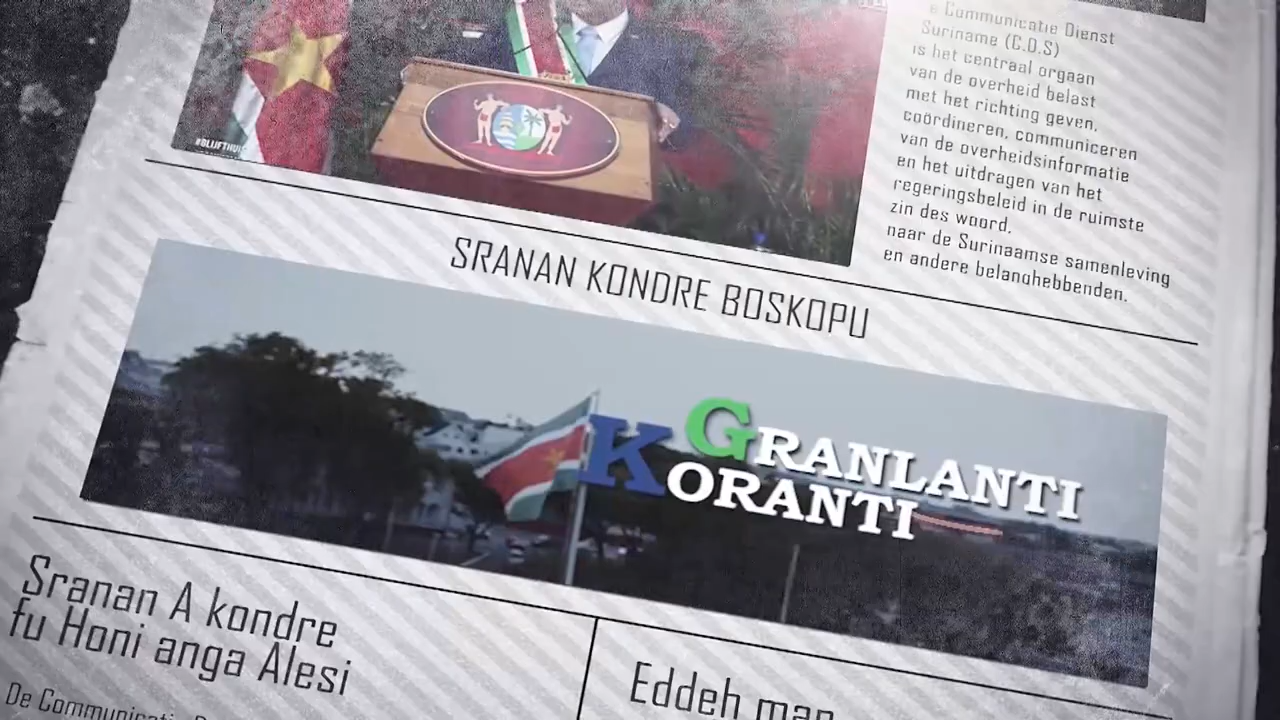 e Communicatie Dienst
Suriname (C.D.S)
is het centraal orgaan
van de overheid belast
met het richting geven,
coördineren, communiceren
van de overheidsinformatie
en het uitdragen van het
regeringsbeleid in de ruimste
zin des woord.
naar de Surinaamse samenleving
en andere belanghebbenden.
SRANAN KONDRE BOSKOPU
GRANLANTI
KORANTI
Sranan A kondre
fu Honi anga Alesi
Eddeh man
De